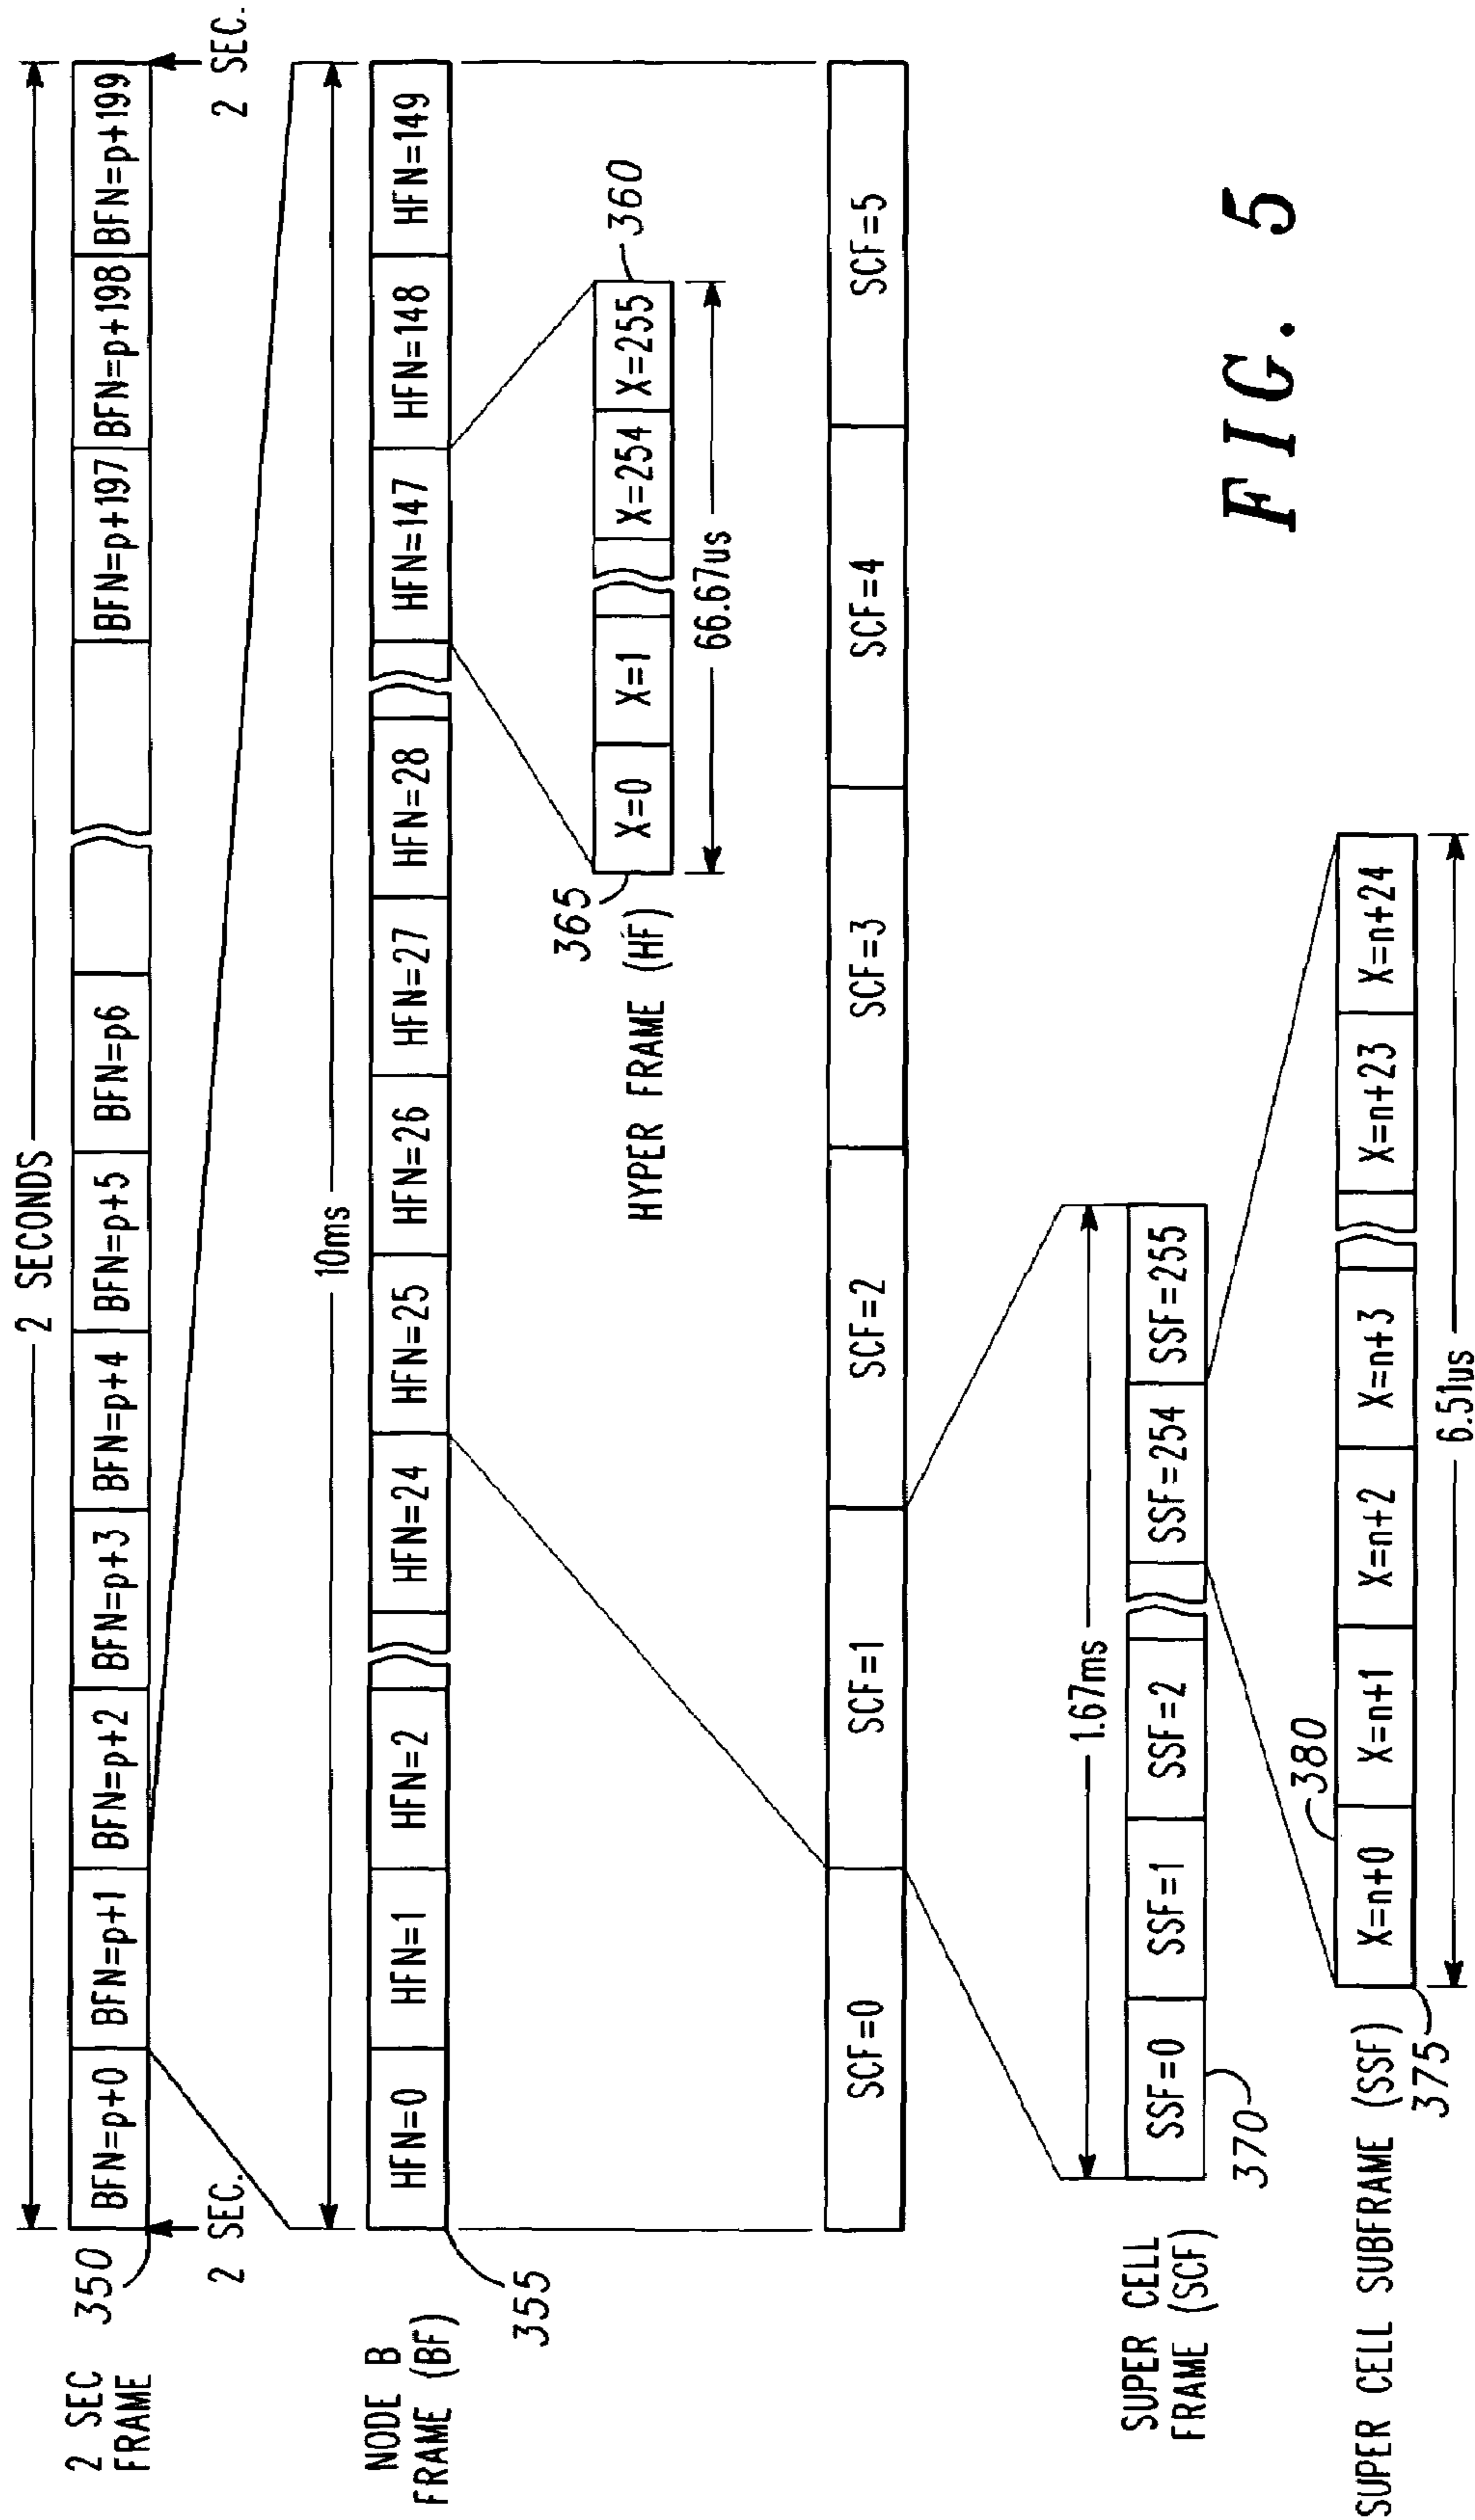 2 SECONDS
2 SEC
FRAME
350
BFN=p+0 BFN=p+1 BFN=p+2 BFN=p+3 BFN=p+4 BFN=p+5 BFN=p6 BFN=p+197 BFN=p+198 BFN=p+199
2 SEC.
2 SEC.
10ms
NODE B
FRAME (BF)
HFN=0 HFN=1 HFN=2 HFN=24 HFN=25 HFN=26 HFN=27 HFN=28 HFN=147 HFN=148 HFN=149
355
365
360
HYPER FRAME (HF)
X=0 X=1 X=254 X=255
66.67us
SCF=0 SCF=1 SCF=2 SCF=3 SCF=4 SCF=5
1.67ms
SUPER CELL
FRAME (SCF)
SSF=0 SSF=1 SSF=2 SSF=254 SSF=255
370
380
SUPER CELL SUBFRAME (SSF)
X=n+0 X=n+1 X=n+2 X=n+3 X=n+23 X=n+24
375
6.51us
FIG. 5